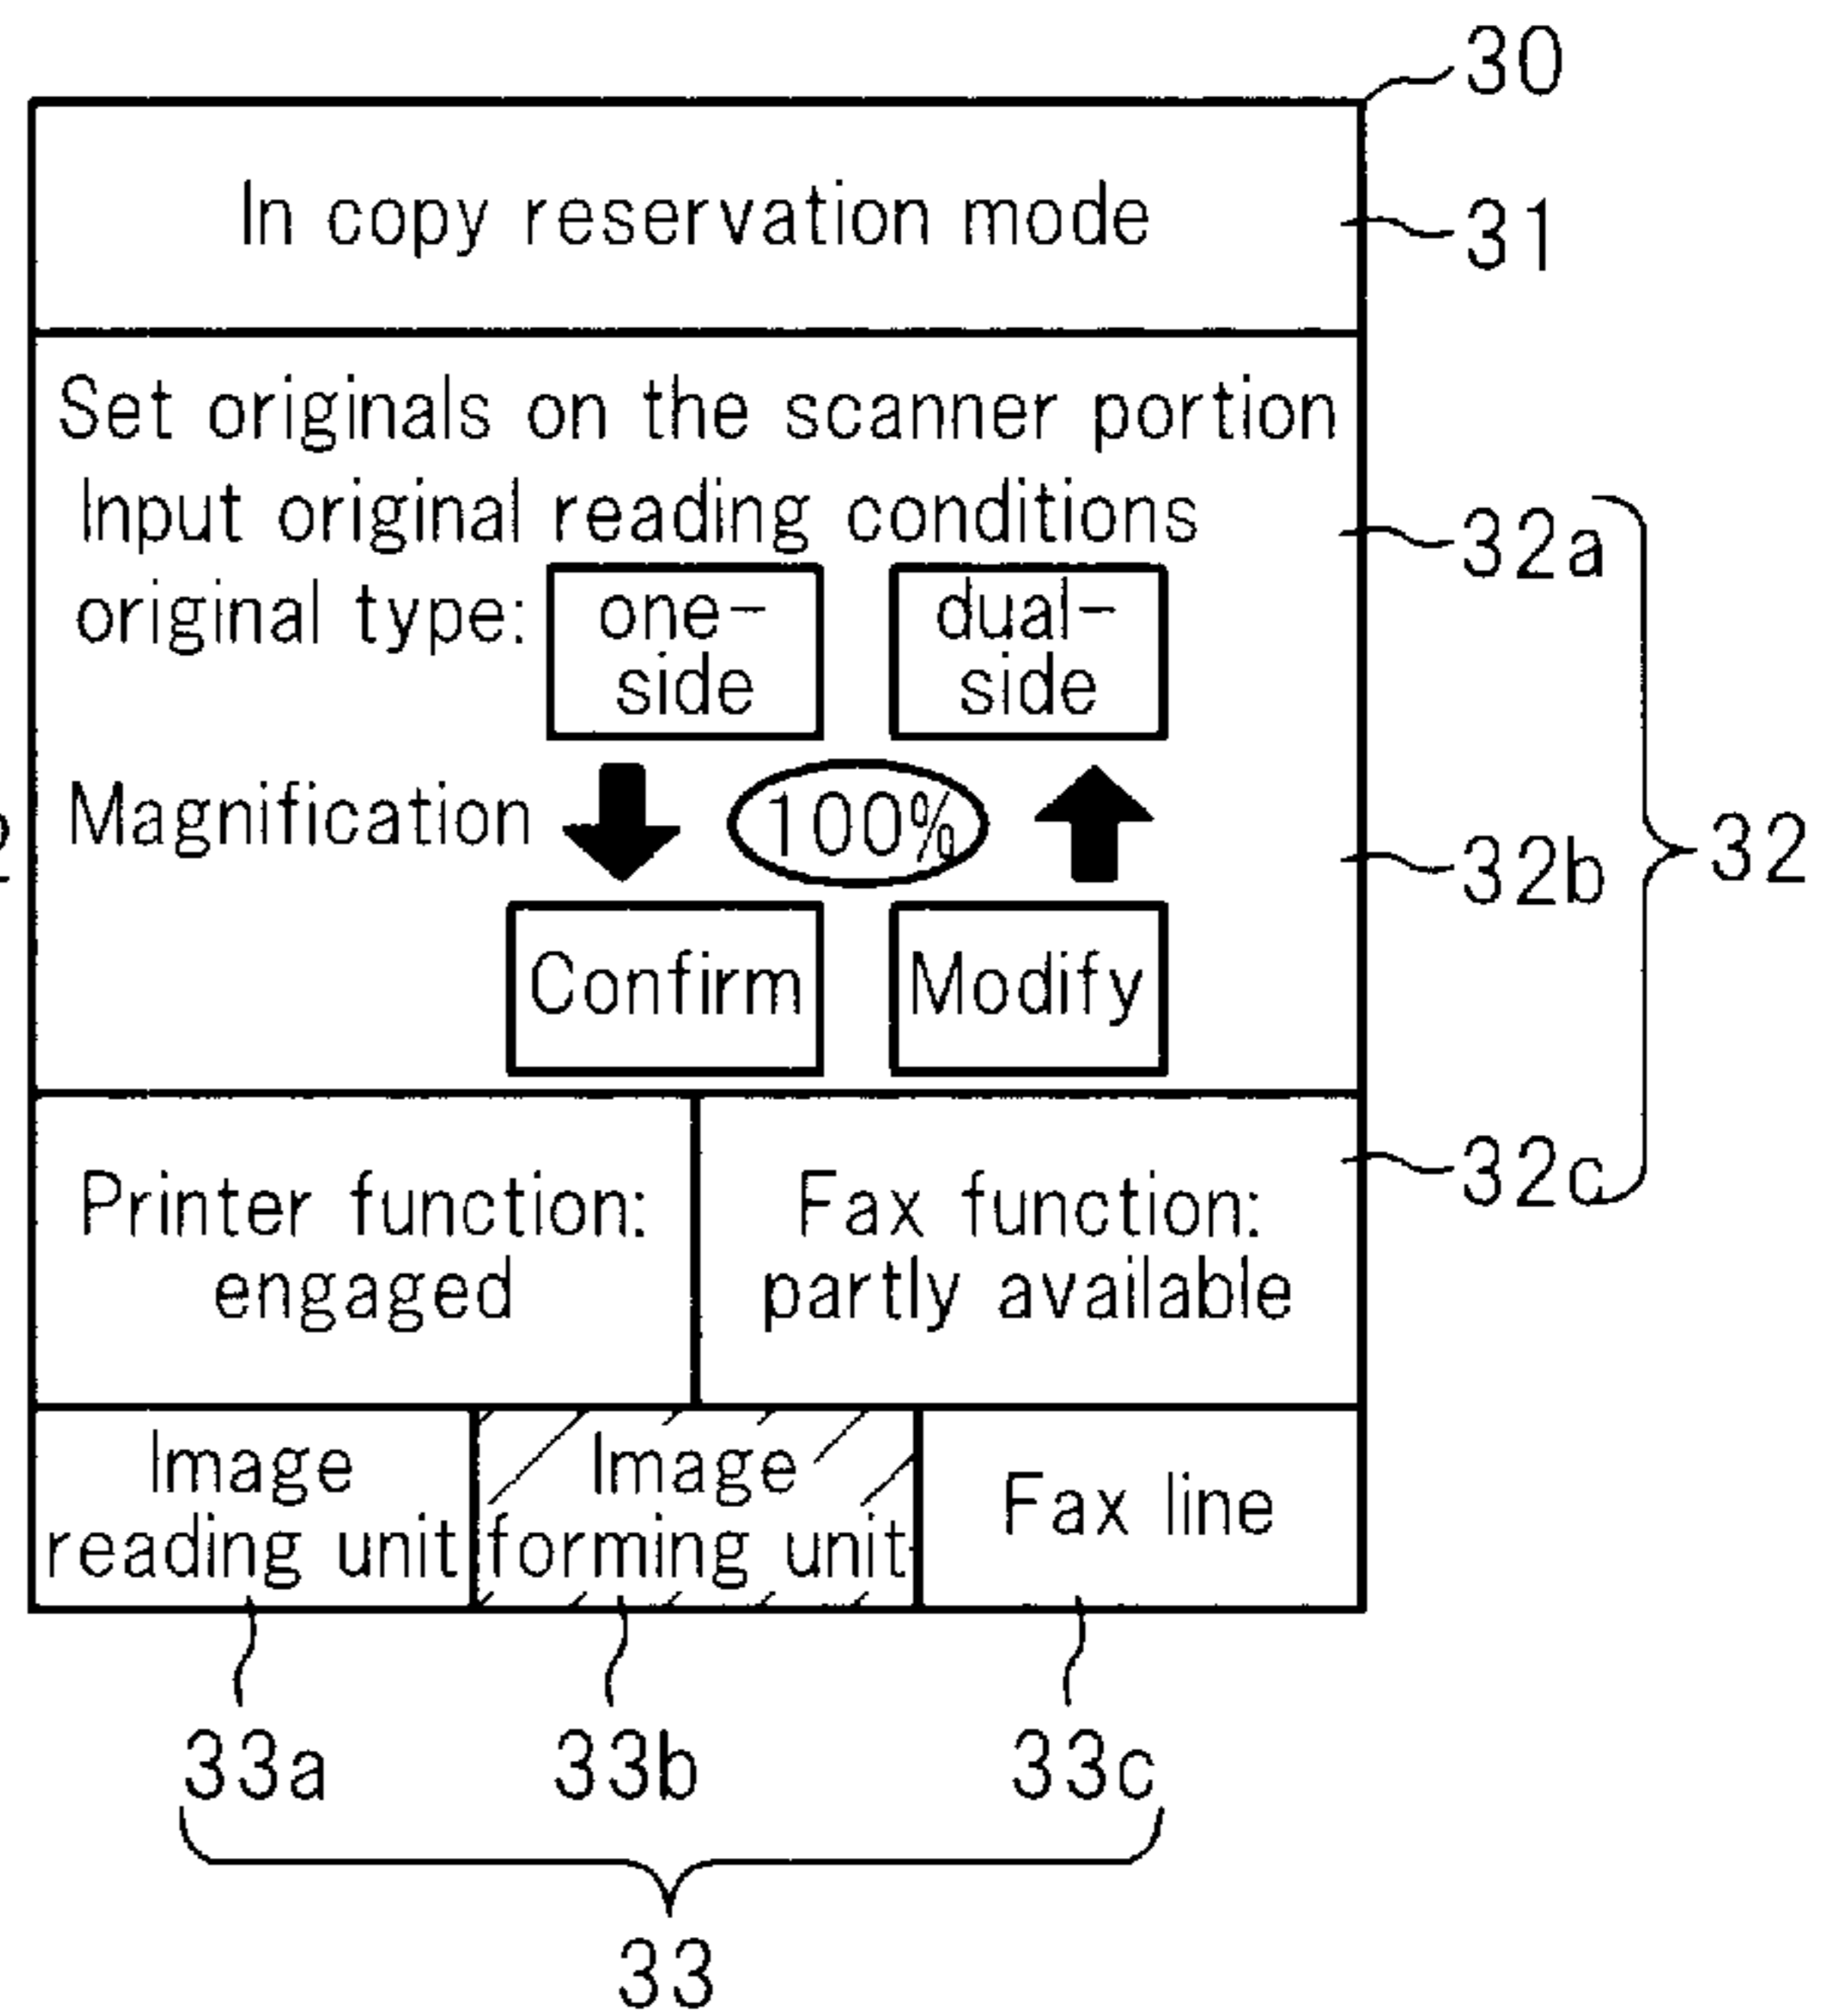 30
In copy reservation mode
31
Set originals on the scanner portion
Input original reading conditions
32a
original type: one-side dual-side
Magnification 100%
32b
32
Confirm Modify
32c
Printer function: engaged
Fax function: partly available
Image reading unit
Image forming unit
Fax line
33a 33b 33c
33